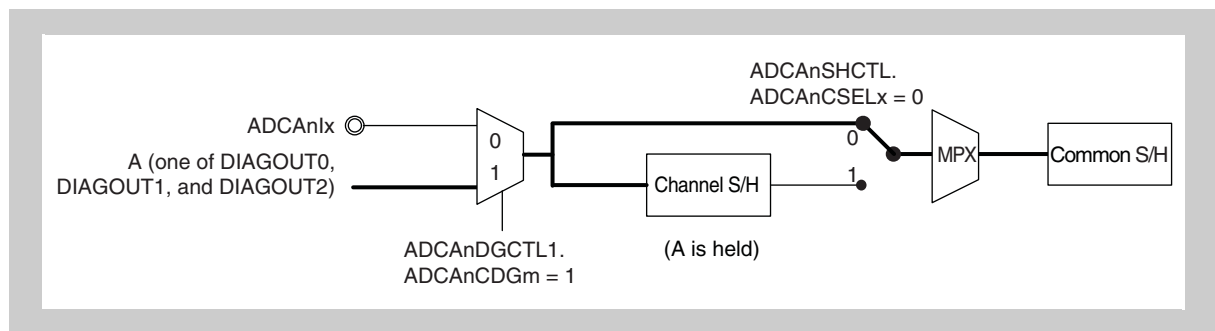 ADCAnSHCTL.
ADCAnCSELx = 0
ADCAnIx
A (one of DIAGOUT0,
DIAGOUT1, and DIAGOUT2)
0
1
0
1
Channel S/H
MPX
Common S/H
ADCAnDGCTL1.
ADCAnCDGm = 1
(A is held)